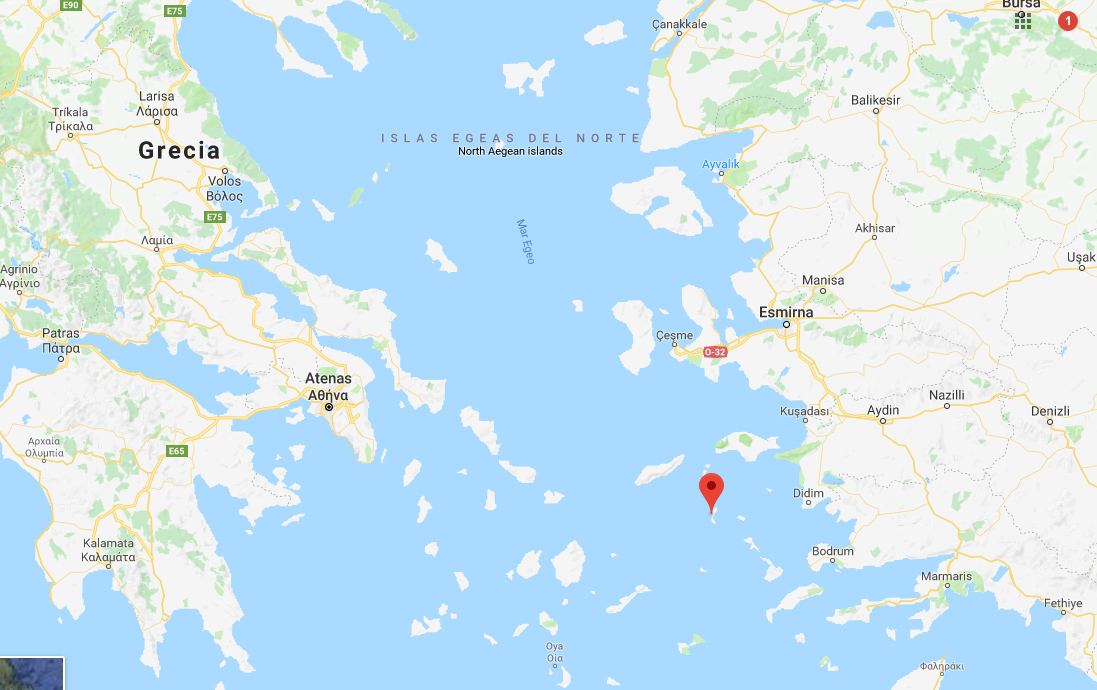 E90
E75
Bursa
1
Çanakkale
Larisa
Λάρισα
Balikesir
Tríkala
Τρίκαλα
ISLAS EGEAS DEL NORTE
North Aegean islands
Grecia
Ayvalik
Volos
Βόλος
E75
Mar Egeo
Akhisar
Λαμία
Uşak
Agrinio
Αγρίνιο
Manisa
Esmirna
Patras
Πάτρα
Çeşme
O-32
Atenas
Αθήνα
Nazilli
Kuşadası
Aydin
Denizli
Αρχαία
Ολυμπία
E65
Didim
Kalamata
Καλαμάτα
Bodrum
Marmaris
Fethiye
Oya
Οία
Φαληράκι